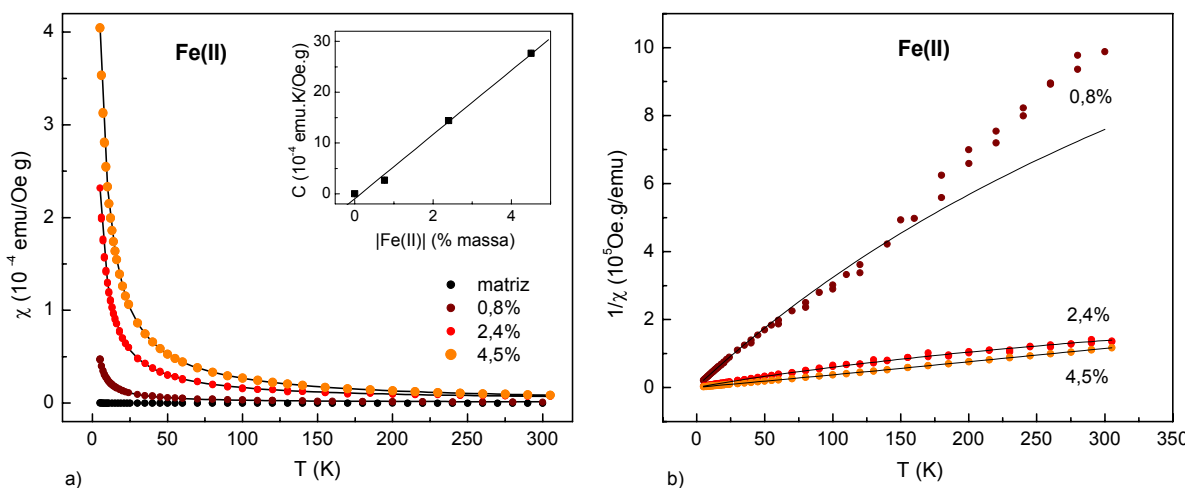 Fe(II)
χ (10⁻⁴ emu/Oe g)
4
3
2
1
0
0 50 100 150 200 250 300
T (K)
a)
C (10⁻⁴ emu.K/Oe.g)
30
20
10
0
0 2 4
|Fe(II)| (% massa)
matriz
0,8%
2,4%
4,5%
Fe(II)
1/χ (10⁵Oe.g/emu)
10
8
6
4
2
0
0 50 100 150 200 250 300 350
T (K)
b)
0,8%
2,4%
4,5%